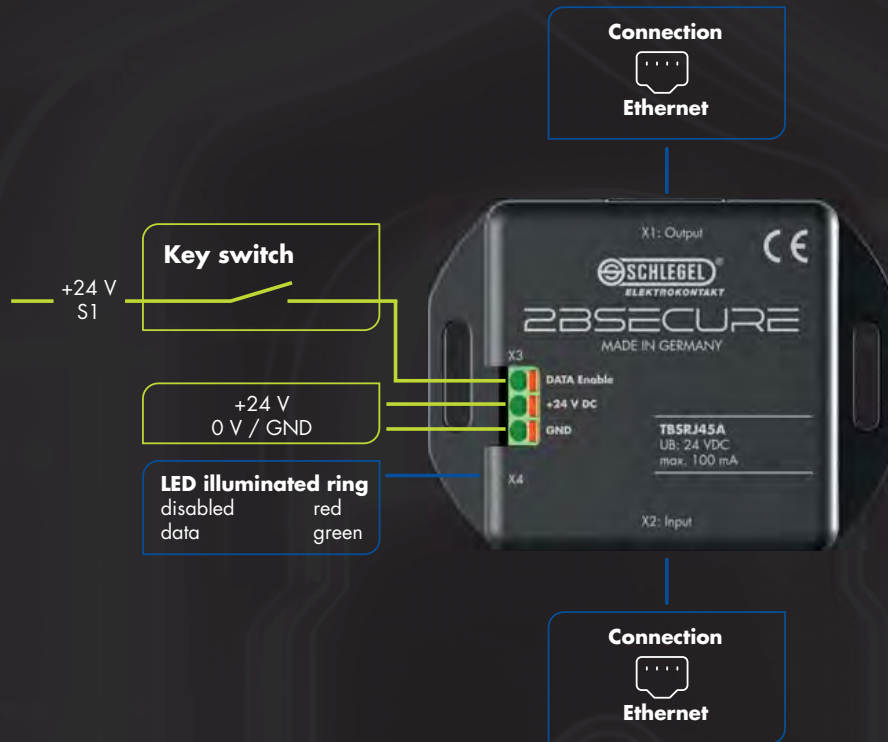 Connection
Ethernet
X1: Output
CE
SCHLEGEL
ELEKTROKONTAKT
2BSECURE
MADE IN GERMANY
Key switch
+24 V
S1
X3
DATA Enable
+24 V DC
GND
+24 V
0 V / GND
TBSRJ45A
UB: 24 VDC
max. 100 mA
LED illuminated ring
disabled red
data green
X4
X2: Input
Connection
Ethernet